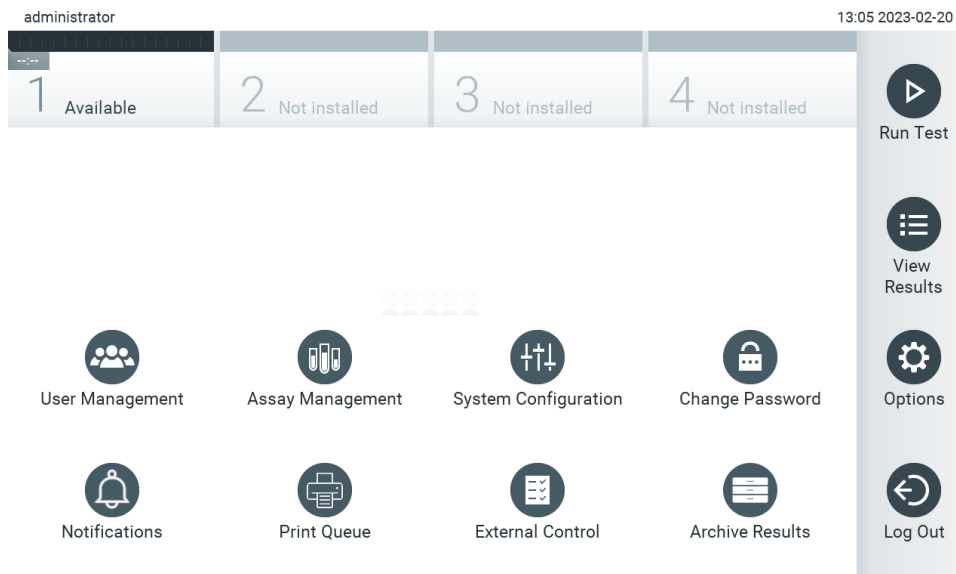 administrator
13:05 2023-02-20
--:--
1 Available
2 Not installed
3 Not installed
4 Not installed
Run Test
View
Results
User Management
Assay Management
System Configuration
Change Password
Options
Notifications
Print Queue
External Control
Archive Results
Log Out